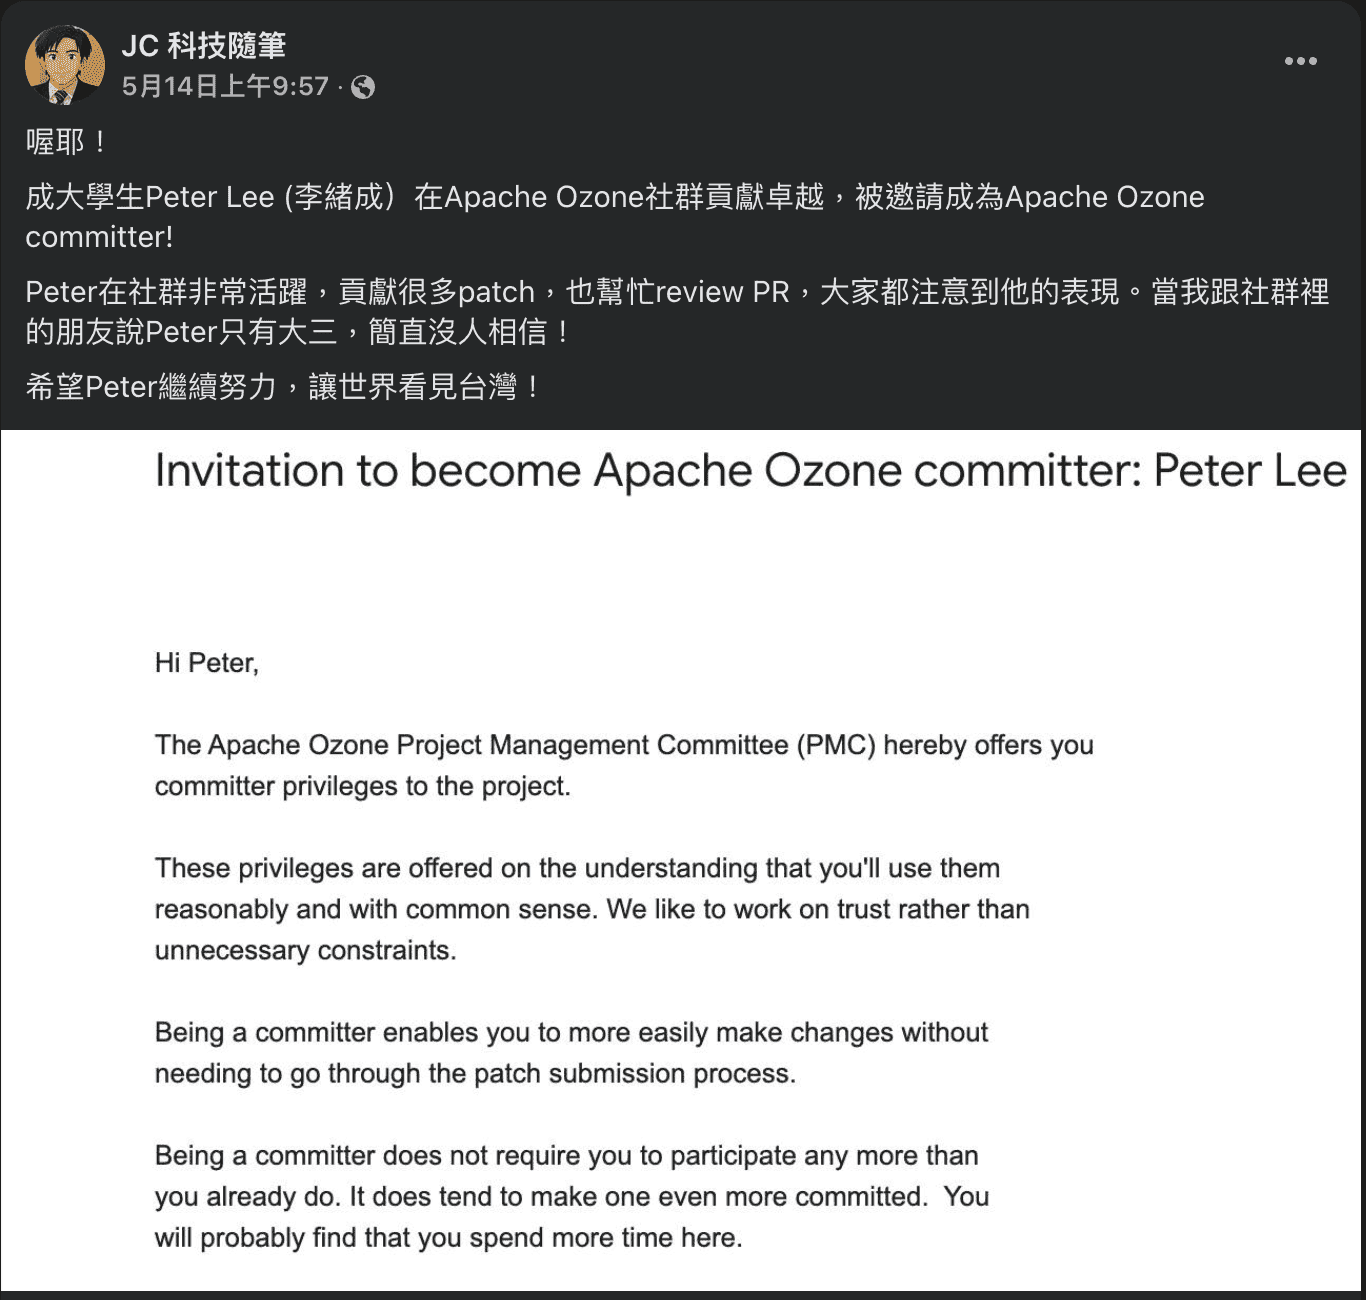 JC 科技隨筆
5月14日上午9:57 ·
喔耶！
成大學生Peter Lee (李緒成）在Apache Ozone社群貢獻卓越，被邀請成為Apache Ozone
committer!
Peter在社群非常活躍，貢獻很多patch，也幫忙review PR，大家都注意到他的表現。當我跟社群裡
的朋友說Peter只有大三，簡直沒人相信！
希望Peter繼續努力，讓世界看見台灣！
Invitation to become Apache Ozone committer: Peter Lee
Hi Peter,
The Apache Ozone Project Management Committee (PMC) hereby offers you
committer privileges to the project.
These privileges are offered on the understanding that you'll use them
reasonably and with common sense. We like to work on trust rather than
unnecessary constraints.
Being a committer enables you to more easily make changes without
needing to go through the patch submission process.
Being a committer does not require you to participate any more than
you already do. It does tend to make one even more committed.  You
will probably find that you spend more time here.